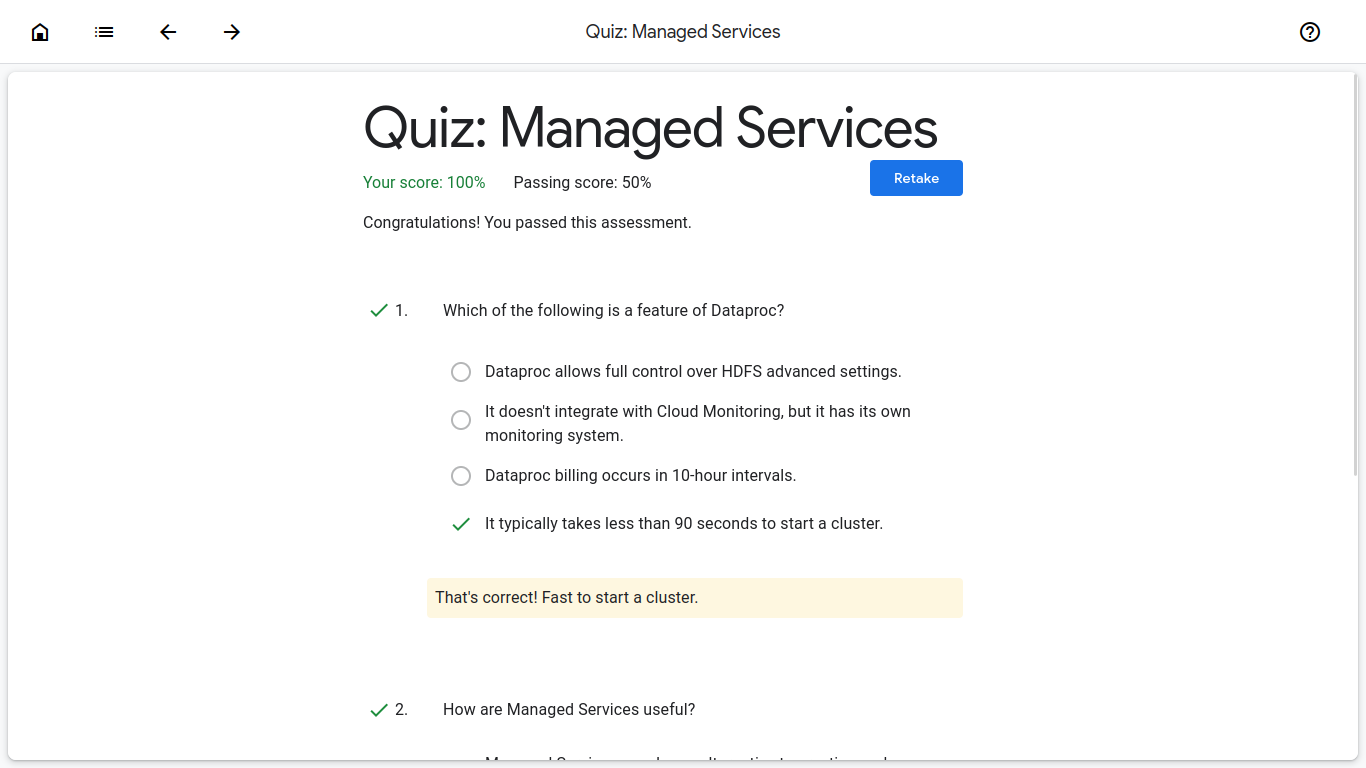 Quiz: Managed Services
Quiz: Managed Services
Your score: 100% Passing score: 50%
Retake
Congratulations! You passed this assessment.
1. Which of the following is a feature of Dataproc?
Dataproc allows full control over HDFS advanced settings.
It doesn't integrate with Cloud Monitoring, but it has its own
monitoring system.
Dataproc billing occurs in 10-hour intervals.
It typically takes less than 90 seconds to start a cluster.
That's correct! Fast to start a cluster.
2. How are Managed Services useful?